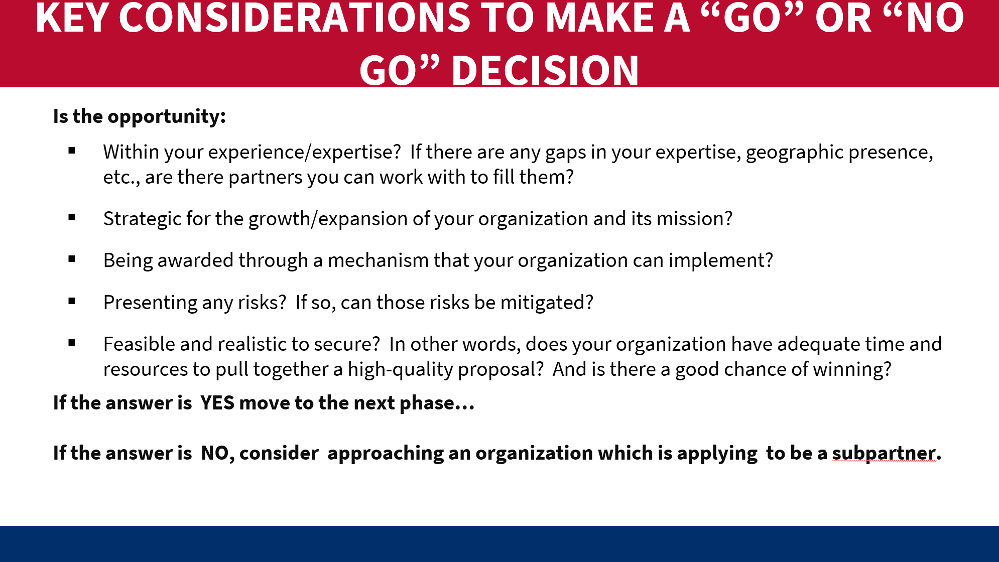 KEY CONSIDERATIONS TO MAKE A “GO” OR “NO
GO” DECISION
Is the opportunity:
▪ Within your experience/expertise?  If there are any gaps in your expertise, geographic presence,
etc., are there partners you can work with to fill them?
▪ Strategic for the growth/expansion of your organization and its mission?
▪ Being awarded through a mechanism that your organization can implement?
▪ Presenting any risks?  If so, can those risks be mitigated?
▪ Feasible and realistic to secure?  In other words, does your organization have adequate time and
resources to pull together a high-quality proposal?  And is there a good chance of winning?
If the answer is  YES move to the next phase…
If the answer is  NO, consider  approaching an organization which is applying  to be a subpartner.